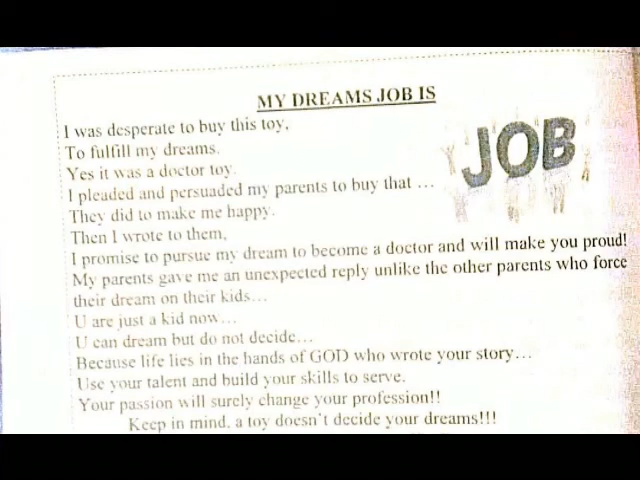 MY DREAMS JOB IS
I was desperate to buy this toy,
To fulfill my dreams.
Yes it was a doctor toy.
I pleaded and persuaded my parents to buy that …
They did to make me happy.
Then I wrote to them,
I promise to pursue my dream to become a doctor and will make you proud!
My parents gave me an unexpected reply unlike the other parents who force
their dream on their kids…
U are just a kid now…
U can dream but do not decide…
Because life lies in the hands of GOD who wrote your story…
Use your talent and build your skills to serve.
Your passion will surely change your profession!!
Keep in mind, a toy doesn't decide your dreams!!!
JOB